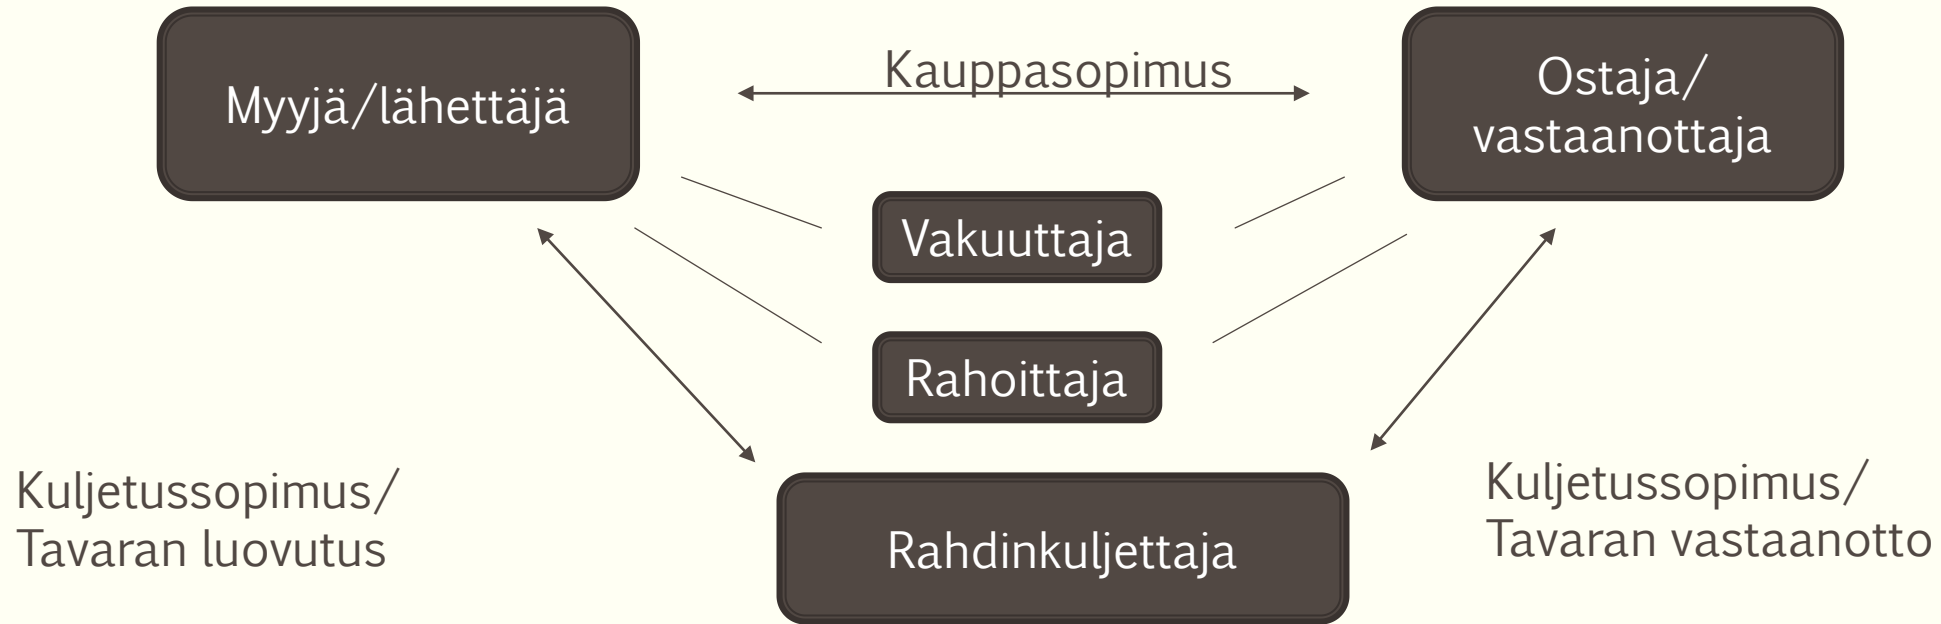 Myyjä/lähettäjä
Kauppasopimus
Ostaja/
vastaanottaja
Vakuuttaja
Rahoittaja
Kuljetussopimus/
Tavaran luovutus
Rahdinkuljettaja
Kuljetussopimus/
Tavaran vastaanotto